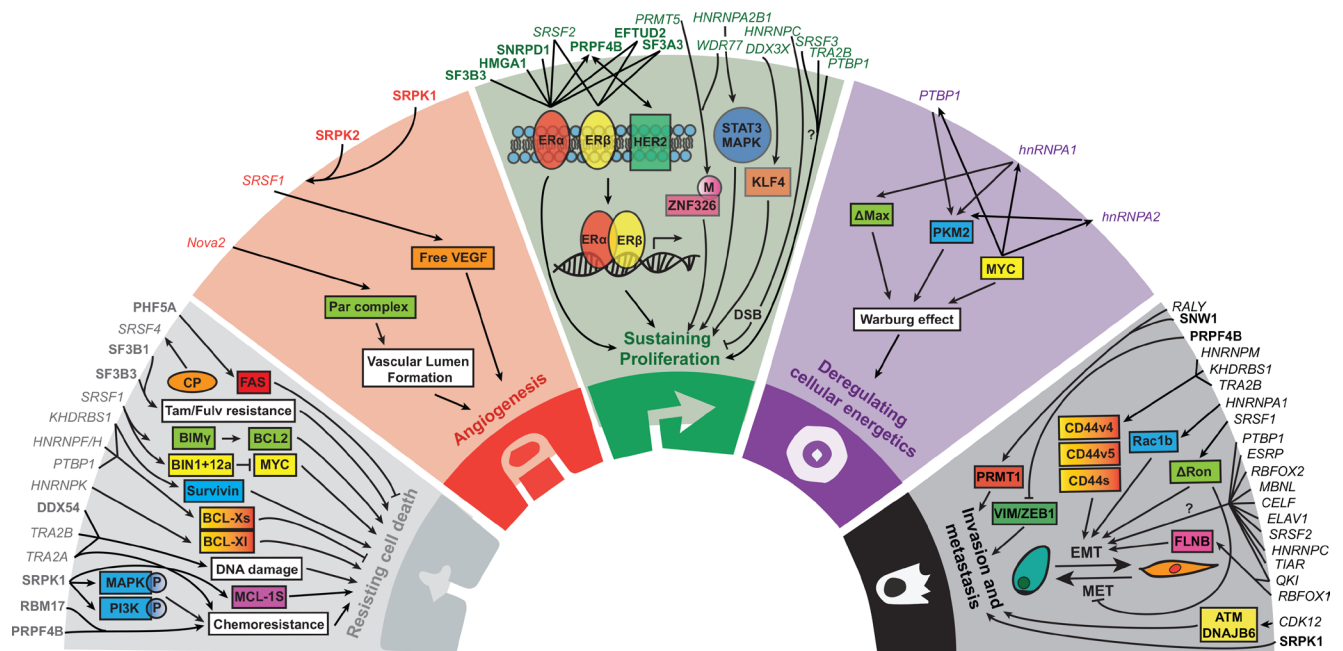 PHF5A
SRSF4
SF3B1
SF3B3
SRSF1
KHDRBS1
HNRNPF/H
PTBP1
HNRNPK
DDX54
TRA2B
TRA2A
SRPK1
RBM17
PRPF4B
CP
FAS
Tam/Fulv resistance
BIMγ
BCL2
BIN1+12a
MYC
Survivin
BCL-Xs
BCL-Xl
DNA damage
MAPK
P
MCL-1S
PI3K
P
Chemoresistance
Resisting cell death
SRPK1
SRPK2
SRSF1
Nova2
Free VEGF
Par complex
Vascular Lumen
Formation
Angiogenesis
SF3B3
HMGA1
SNRPD1
SRSF2
PRPF4B
EFTUD2
SF3A3
PRMT5
HNRNPA2B1
WDR77
HNRNPC
DDX3X
SRSF3
TRA2B
PTBP1
ERα
ERβ
HER2
STAT3
MAPK
?
M
ZNF326
KLF4
ERα
ERβ
DSB
Sustaining
Proliferation
PTBP1
hnRNPA1
hnRNPA2
ΔMax
PKM2
MYC
Warburg effect
Deregulating
cellular energetics
RALY
SNW1
PRPF4B
HNRNPM
KHDRBS1
TRA2B
HNRNPA1
SRSF1
PTBP1
ESRP
RBFOX2
MBNL
CELF
ELAV1
SRSF2
HNRNPC
TIAR
QKI
RBFOX1
CDK12
SRPK1
CD44v4
CD44v5
CD44s
Rac1b
ΔRon
PRMT1
VIM/ZEB1
?
FLNB
EMT
MET
ATM
DNAJB6
Invasion and
metastasis